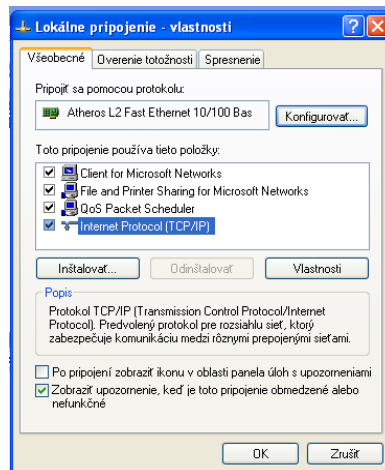 Lokálne pripojenie - vlastnosti
Všeobecné Overenie totožnosti Spresnenie
Pripojiť sa pomocou protokolu:
Atheros L2 Fast Ethernet 10/100 Bas Konfigurovať...
Toto pripojenie používa tieto položky:
Client for Microsoft Networks
File and Printer Sharing for Microsoft Networks
QoS Packet Scheduler
Internet Protocol (TCP/IP)
Inštalovať... Odinštalovať Vlastnosti
Popis
Protokol TCP/IP (Transmission Control Protocol/Internet
Protocol). Predvolený protokol pre rozsiahlu sieť, ktorý
zabezpečuje komunikáciu medzi rôznymi prepojenými sieťami.
Po pripojení zobraziť ikonu v oblasti panela úloh s upozorneniami
Zobraziť upozornenie, keď je toto pripojenie obmedzené alebo
nefunkčné
OK Zrušiť